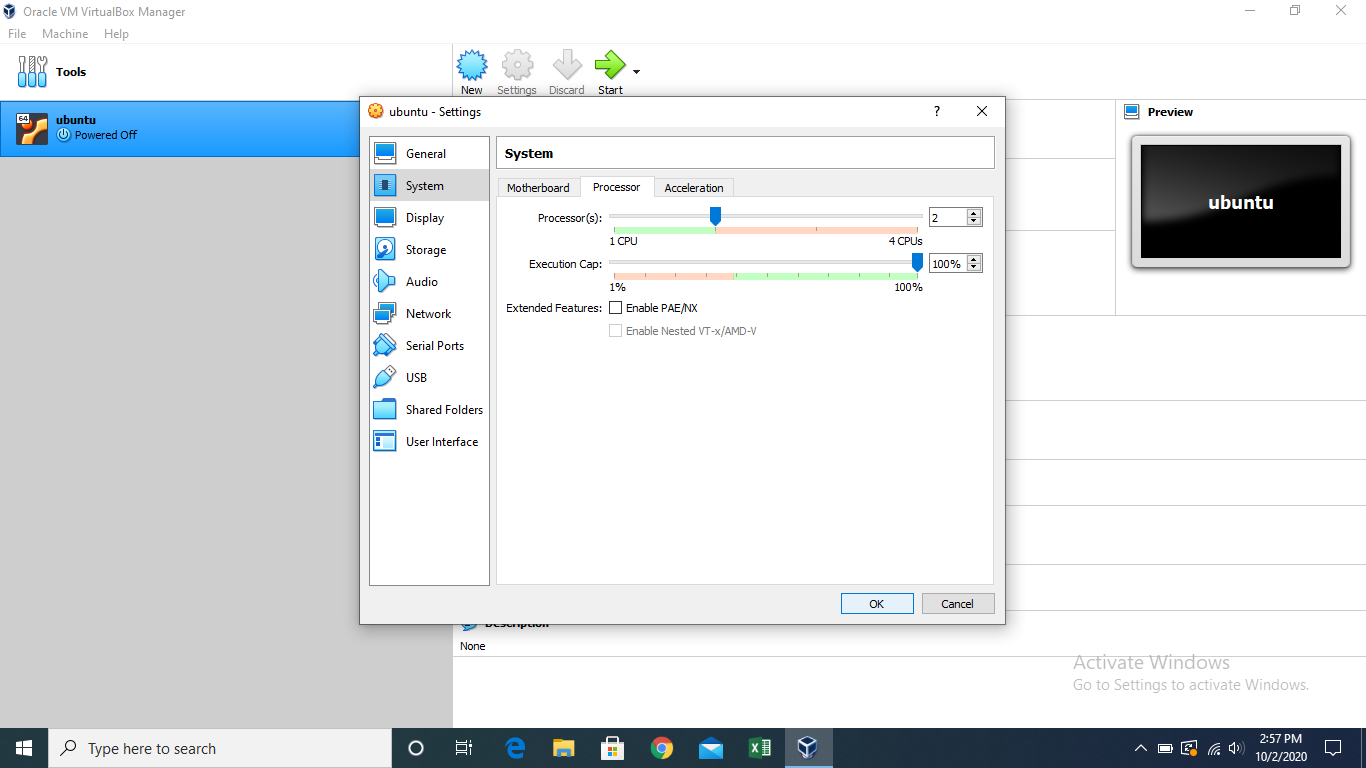 Oracle VM VirtualBox Manager
File Machine Help
Tools
New Settings Discard Start
64
ubuntu
Powered Off
ubuntu - Settings
?
Preview
ubuntu
General
System
Display
Storage
Audio
Network
Serial Ports
USB
Shared Folders
User Interface
System
Motherboard Processor Acceleration
Processor(s): 2
1 CPU 4 CPUs
Execution Cap: 100%
1% 100%
Extended Features: Enable PAE/NX
Enable Nested VT-x/AMD-V
OK Cancel
Description
None
Activate Windows
Go to Settings to activate Windows.
Type here to search
2:57 PM
10/2/2020